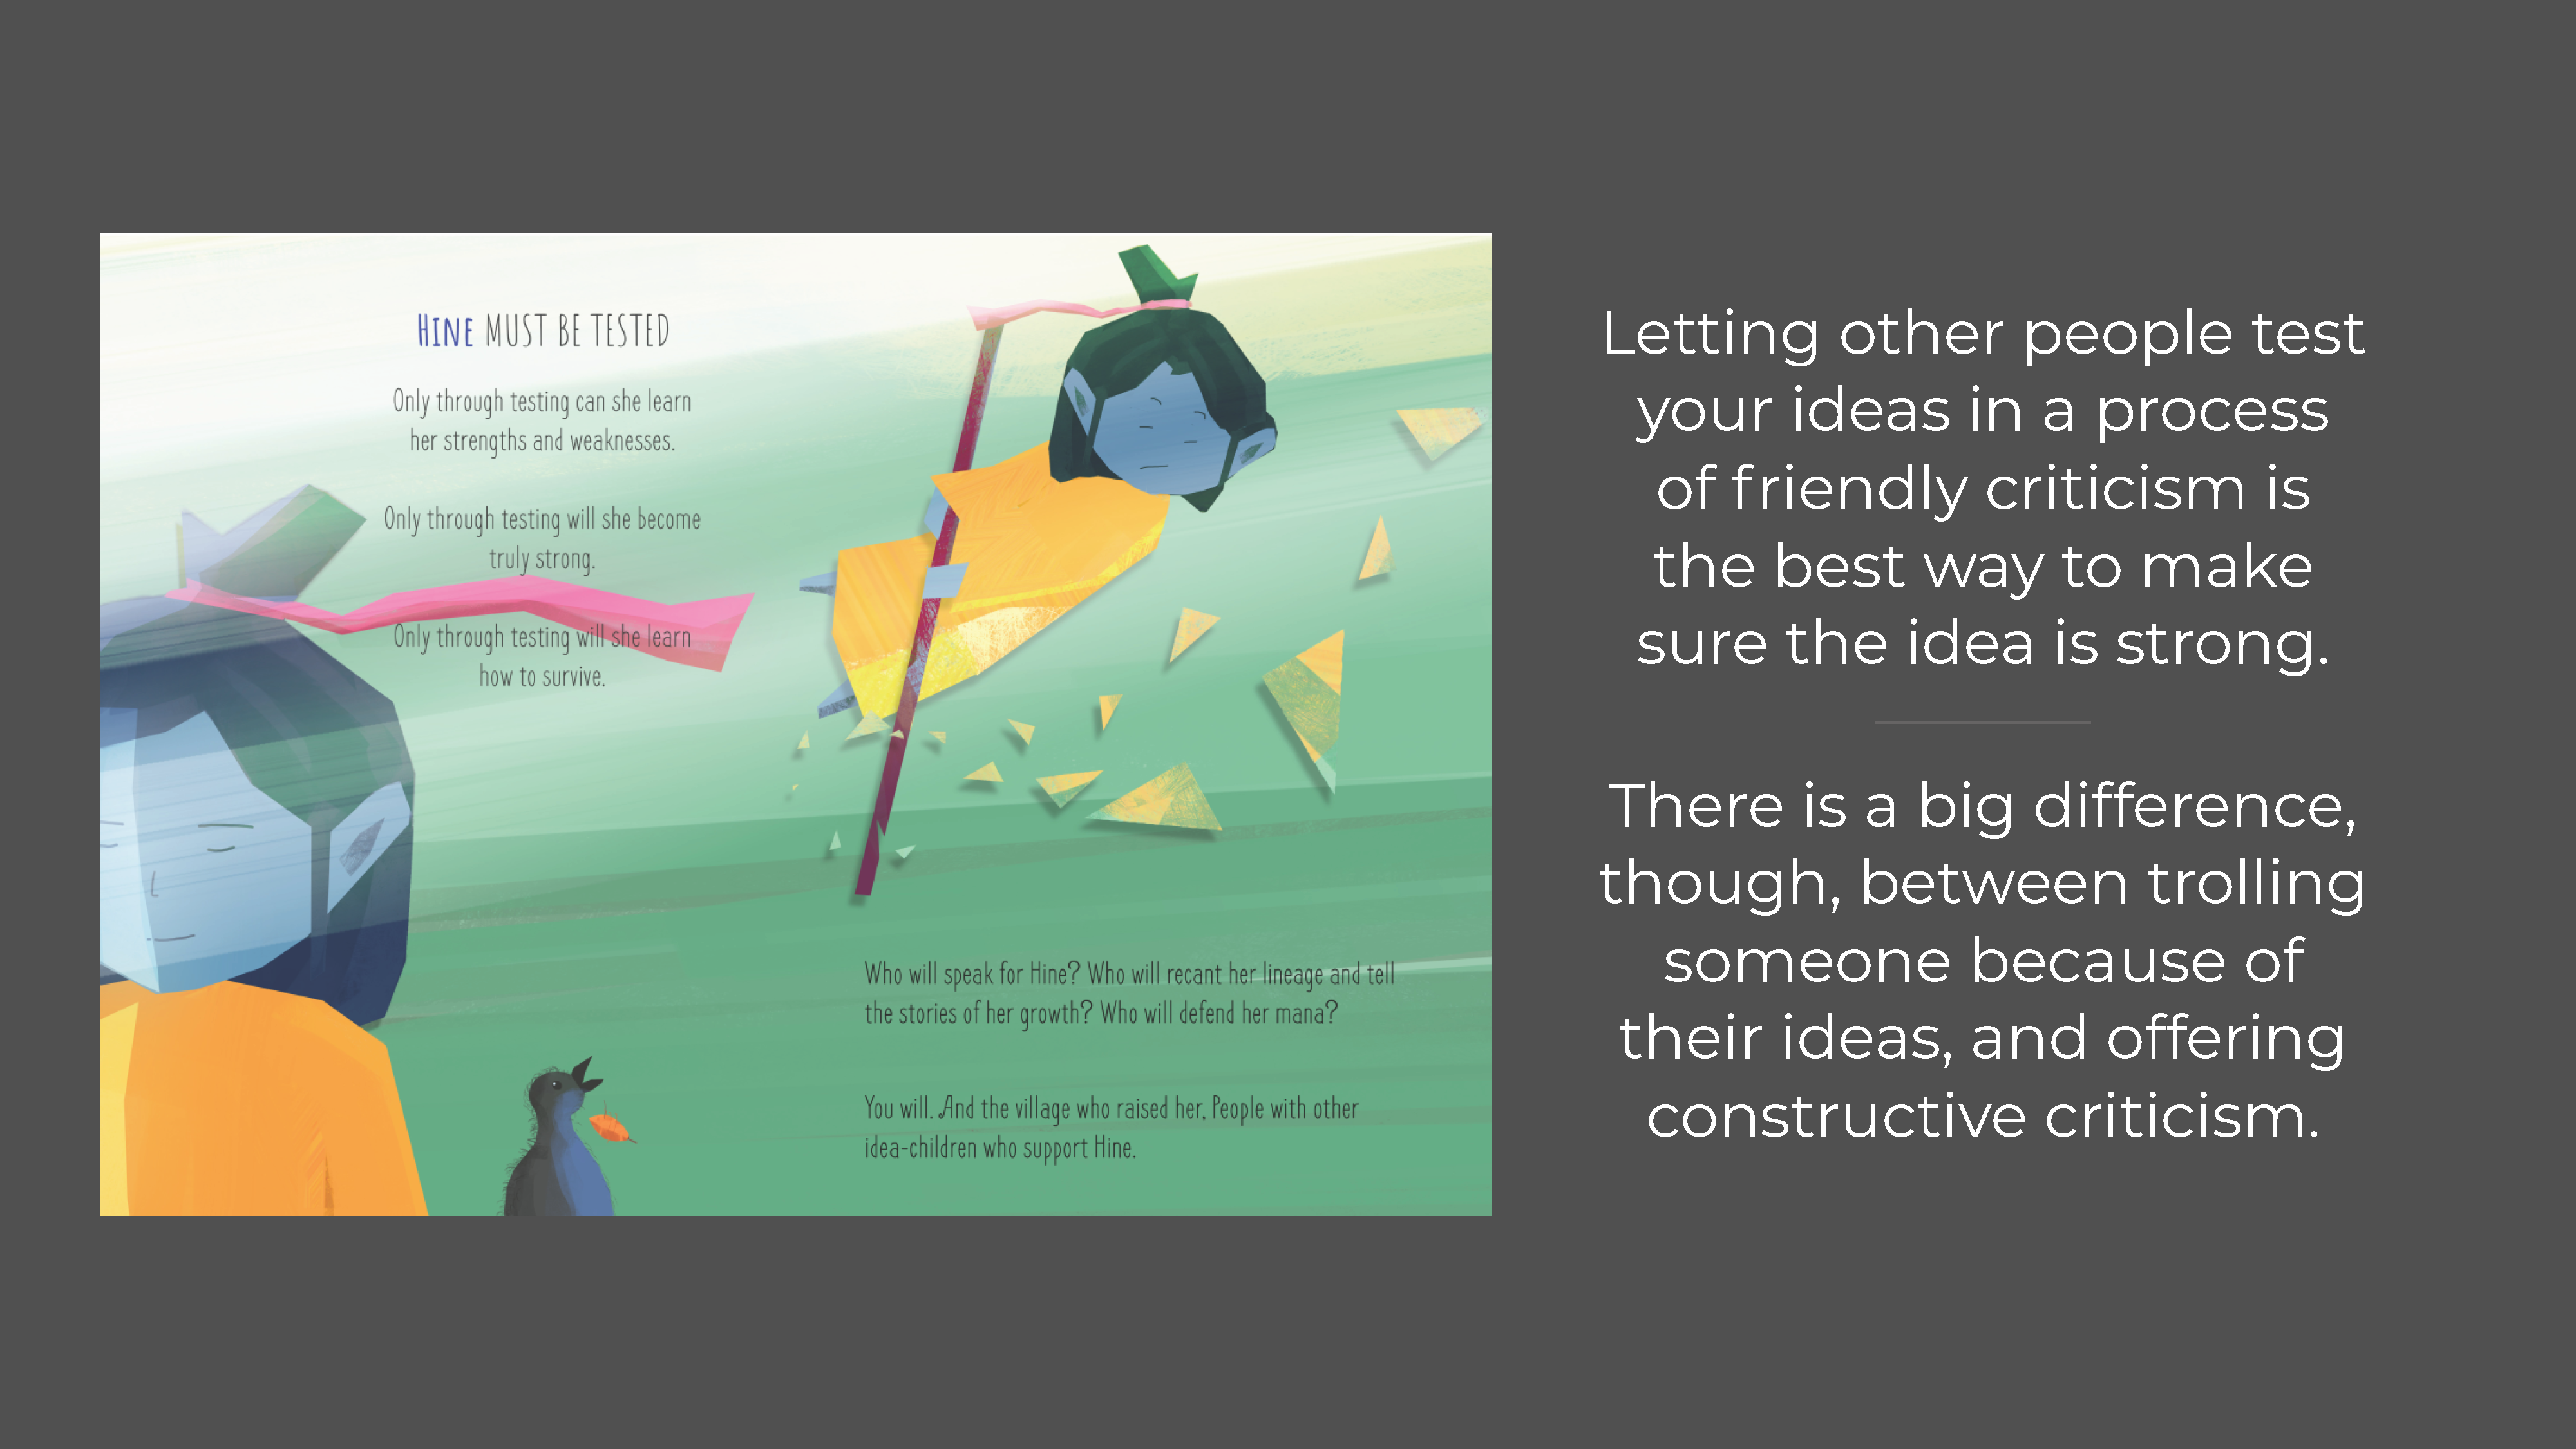 HINE MUST BE TESTED
Only through testing can she learn
her strengths and weaknesses.
Only through testing will she become
truly strong.
Only through testing will she learn
how to survive.
Who will speak for Hine? Who will recant her lineage and tell
the stories of her growth? Who will defend her mana?
You will. And the village who raised her. People with other
idea-children who support Hine.
Letting other people test
your ideas in a process
of friendly criticism is
the best way to make
sure the idea is strong.
There is a big difference,
though, between trolling
someone because of
their ideas, and offering
constructive criticism.